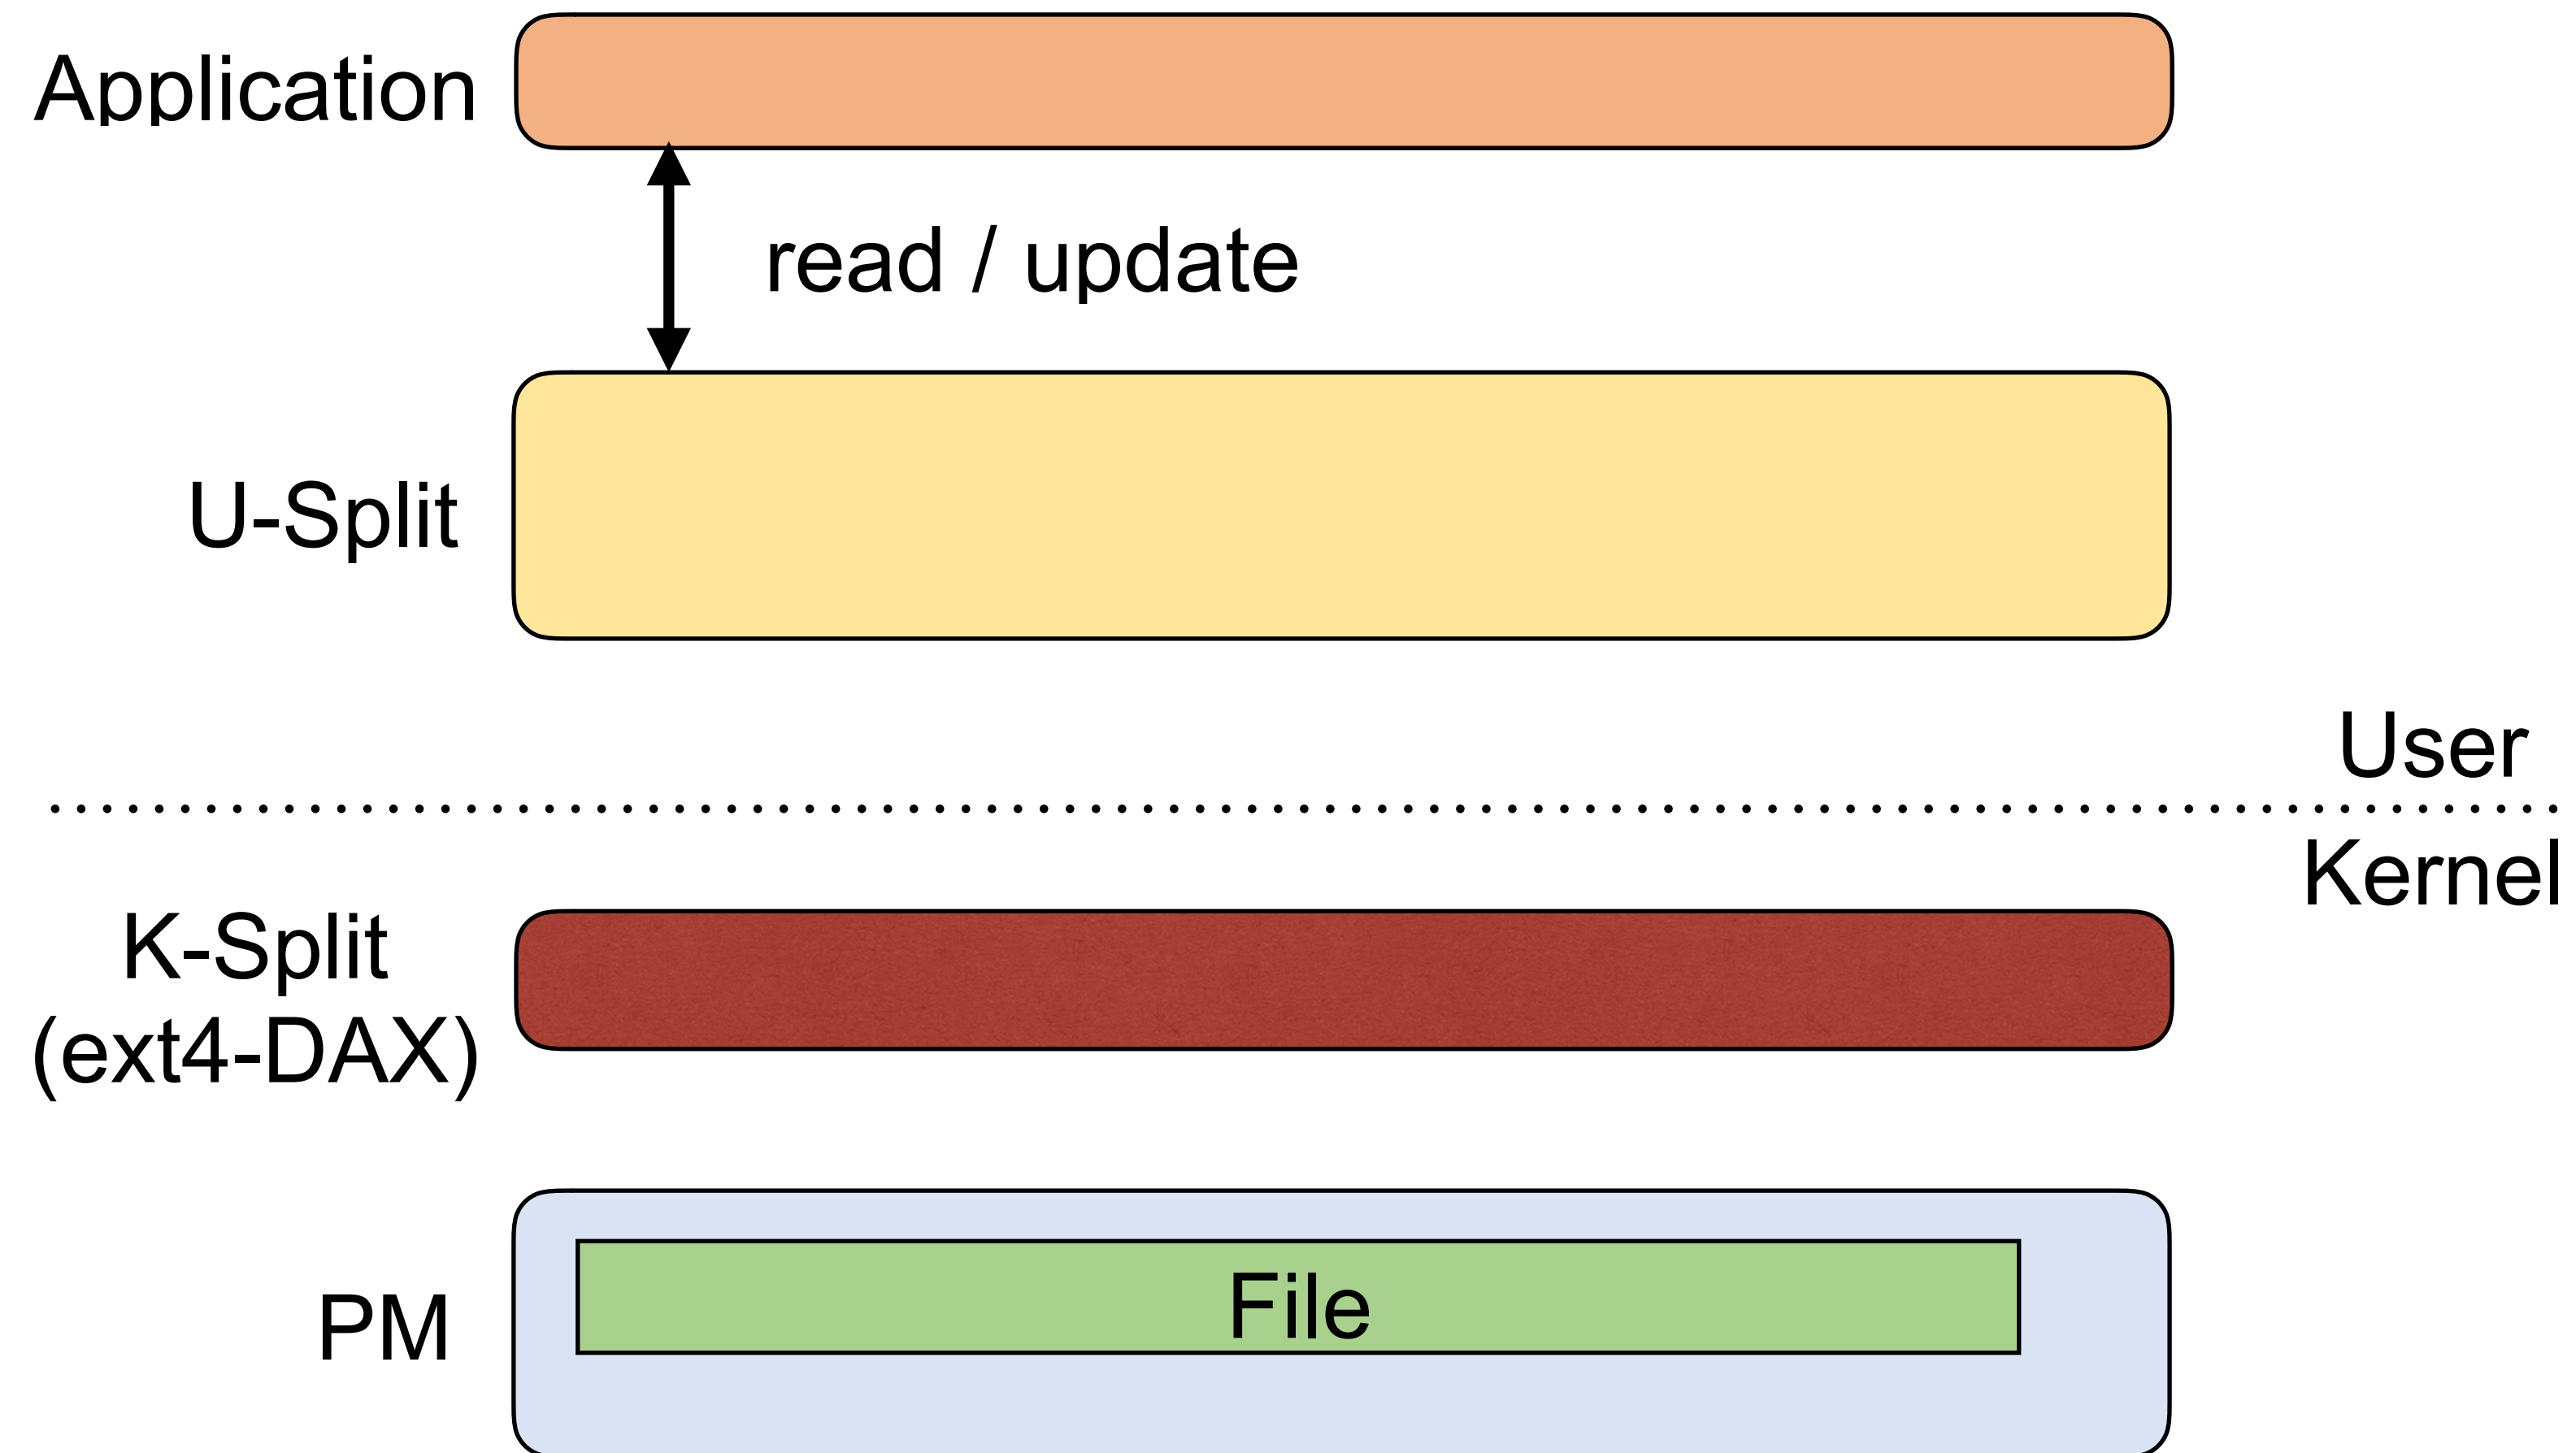 Application
read / update
U-Split
User
Kernel
K-Split
(ext4-DAX)
File
PM